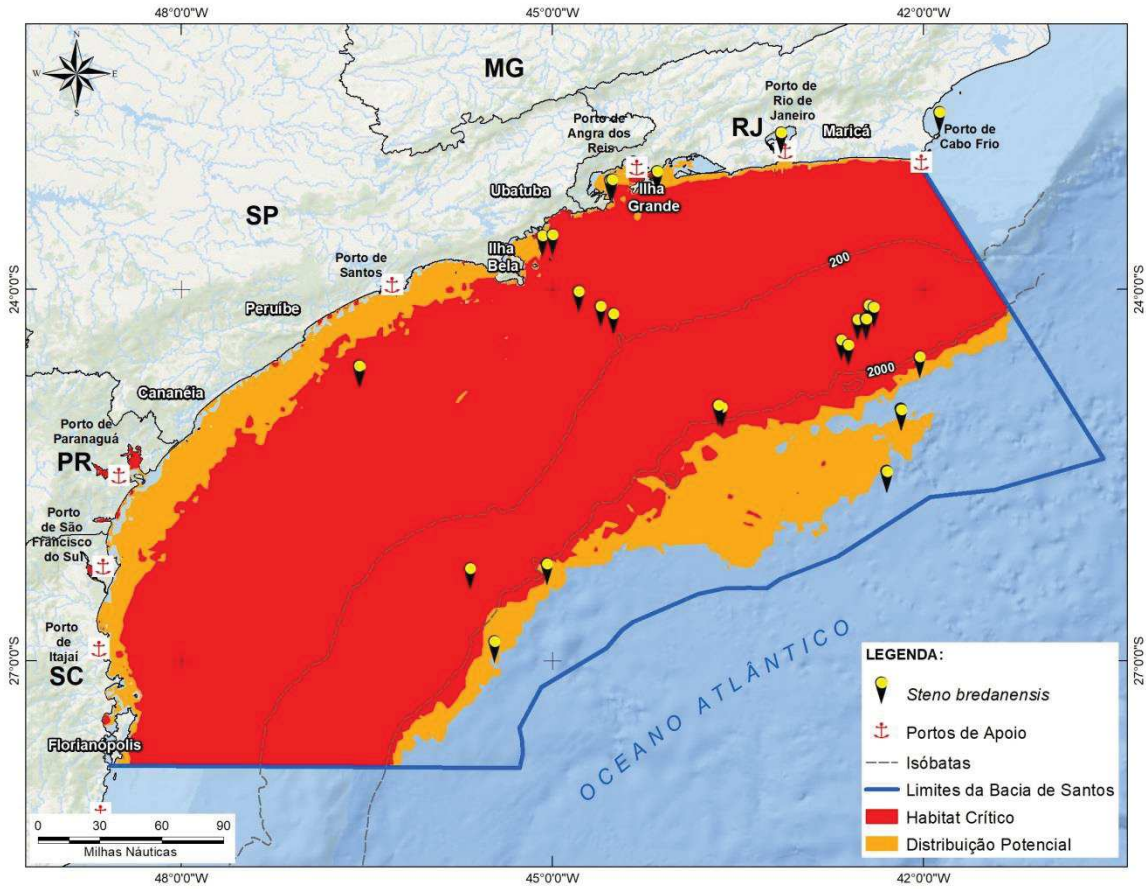 48°0'0"W
45°0'0"W
42°0'0"W
N
W
E
S
MG
Porto de
Rio de
Janeiro
Porto de
Angra dos
Reis
RJ
Maricá
Porto de
Cabo Frio
Ubatuba
Ilha
Grande
SP
Ilha
Bela
Porto de
Santos
200
24°0'0"S
24°0'0"S
Peruíbe
2000
Cananéia
Porto de
Paranaguá
PR
Porto
de São
Francisco
do Sul
Porto
de
Itajaí
SC
27°0'0"S
27°0'0"S
OCEANO ATLÂNTICO
Florianópolis
0 30 60 90
Milhas Náuticas
LEGENDA:
Steno bredanensis
Portos de Apoio
Isóbatas
Limites da Bacia de Santos
Habitat Crítico
Distribuição Potencial
48°0'0"W
45°0'0"W
42°0'0"W